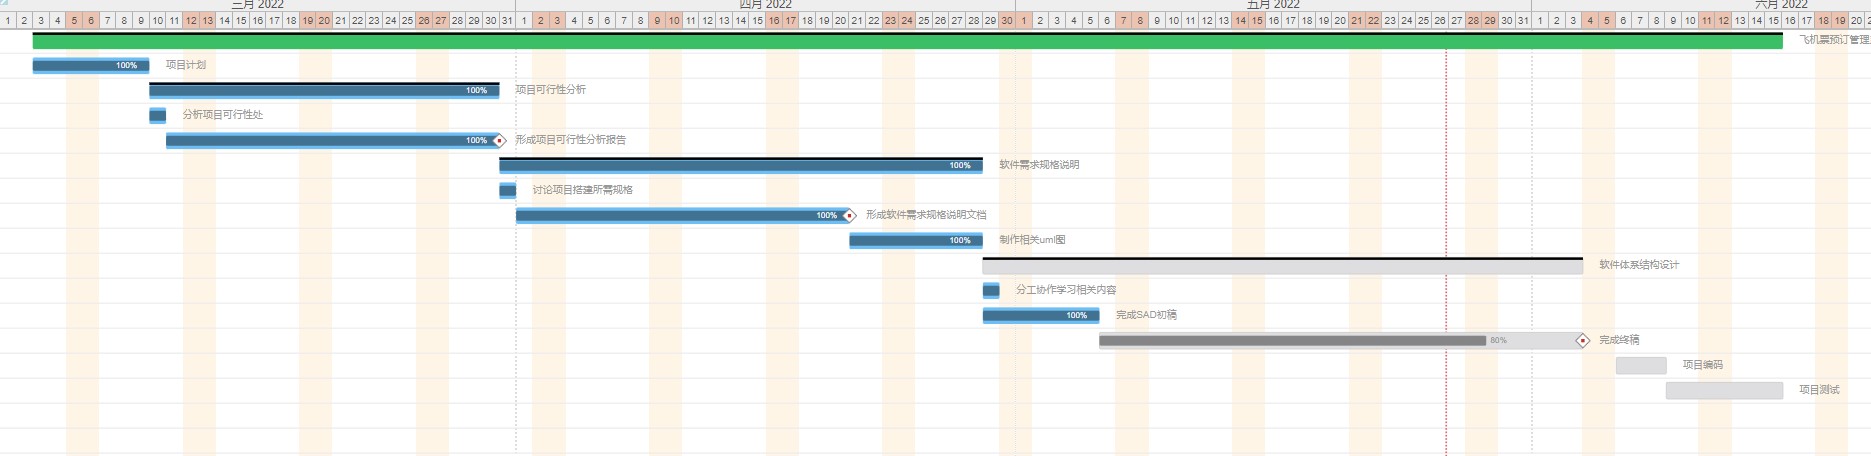 三月 2022 四月 2022 五月 2022 六月 2022
1 2 3 4 5 6 7 8 9 10 11 12 13 14 15 16 17 18 19 20 21 22 23 24 25 26 27 28 29 30 31 1 2 3 4 5 6 7 8 9 10 11 12 13 14 15 16 17 18 19 20 21 22 23 24 25 26 27 28 29 30 1 2 3 4 5 6 7 8 9 10 11 12 13 14 15 16 17 18 19 20 21 22 23 24 25 26 27 28 29 30 31 1 2 3 4 5 6 7 8 9 10 11 12 13 14 15 16 17 18 19 20
飞机票预订管理
100% 项目计划
100% 项目可行性分析
分析项目可行性处
100% 形成项目可行性分析报告
100% 软件需求规格说明
讨论项目搭建所需规格
100% 形成软件需求规格说明文档
100% 制作相关uml图
软件体系结构设计
分工协作学习相关内容
100% 完成SAD初稿
80% 完成终稿
项目编码
项目测试